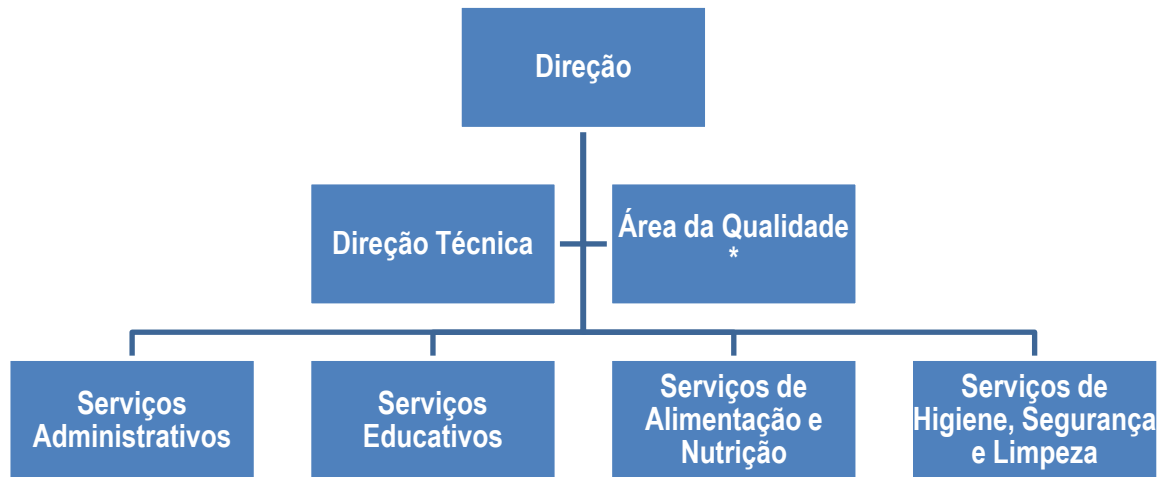 Direção
Direção Técnica
Área da Qualidade
*
Serviços
Administrativos
Serviços
Educativos
Serviços de
Alimentação e
Nutrição
Serviços de
Higiene, Segurança
e Limpeza